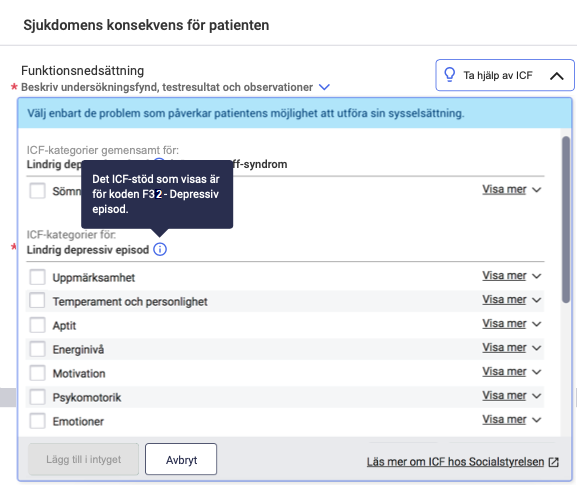 Sjukdomens konsekvens för patienten
Funktionsnedsättning
* Beskriv undersökningsfynd, testresultat och observationer
Ta hjälp av ICF
Välj enbart de problem som påverkar patientens möjlighet att utföra sin sysselsättning.
ICF-kategorier gemensamt för:
Lindrig dep ff-syndrom
Det ICF-stöd som visas är
för koden F32 - Depressiv
episod.
Sömn Visa mer
ICF-kategorier för:
* Lindrig depressiv episod
Uppmärksamhet Visa mer
Temperament och personlighet Visa mer
Aptit Visa mer
Energinivå Visa mer
Motivation Visa mer
Psykomotorik Visa mer
Emotioner Visa mer
Lägg till i intyget
Avbryt
Läs mer om ICF hos Socialstyrelsen